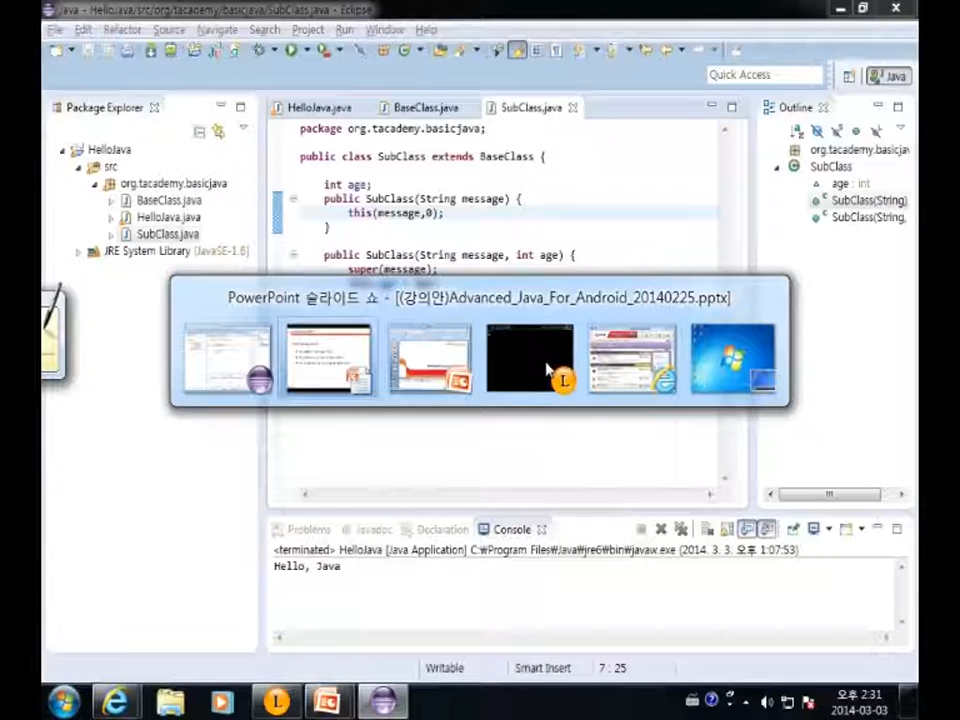 Java - HelloJava/src/org/tacademy/basicjava/SubClass.java - Eclipse
File Edit Refactor Source Navigate Search Project Run Window Help
Quick Access
Java
Package Explorer
HelloJava.java
BaseClass.java
SubClass.java
Outline
HelloJava
src
org.tacademy.basicjava
BaseClass.java
HelloJava.java
SubClass.java
JRE System Library [JavaSE-1.6]
package org.tacademy.basicjava;
public class SubClass extends BaseClass {
int age;
public SubClass(String message) {
this(message,0);
}
public SubClass(String message, int age) {
super(message);
org.tacademy.basicjav
SubClass
age : int
SubClass(String)
SubClass(String,
PowerPoint 슬라이드 쇼 - [(강의안)Advanced_Java_For_Android_20140225.pptx]
L
Problems
Javadoc
Declaration
Console
<terminated> HelloJava [Java Application] C:₩Program Files₩Java₩jre6₩bin₩javaw.exe (2014. 3. 3. 오후 1:07:53)
Hello, Java
Writable
Smart Insert
7 : 25
L
오후 2:31
2014-03-03